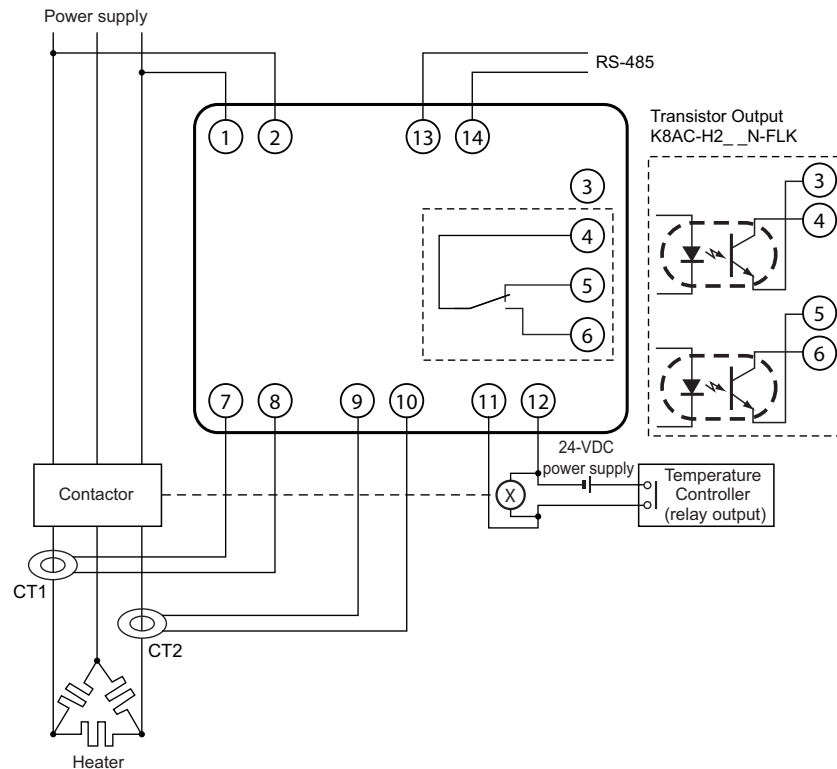 Power supply
RS-485
1
2
13
14
Transistor Output
K8AC-H2_ _N-FLK
3
4
5
6
3
4
5
6
7
8
9
10
11
12
24-VDC
power supply
Contactor
X
Temperature
Controller
(relay output)
CT1
CT2
Heater